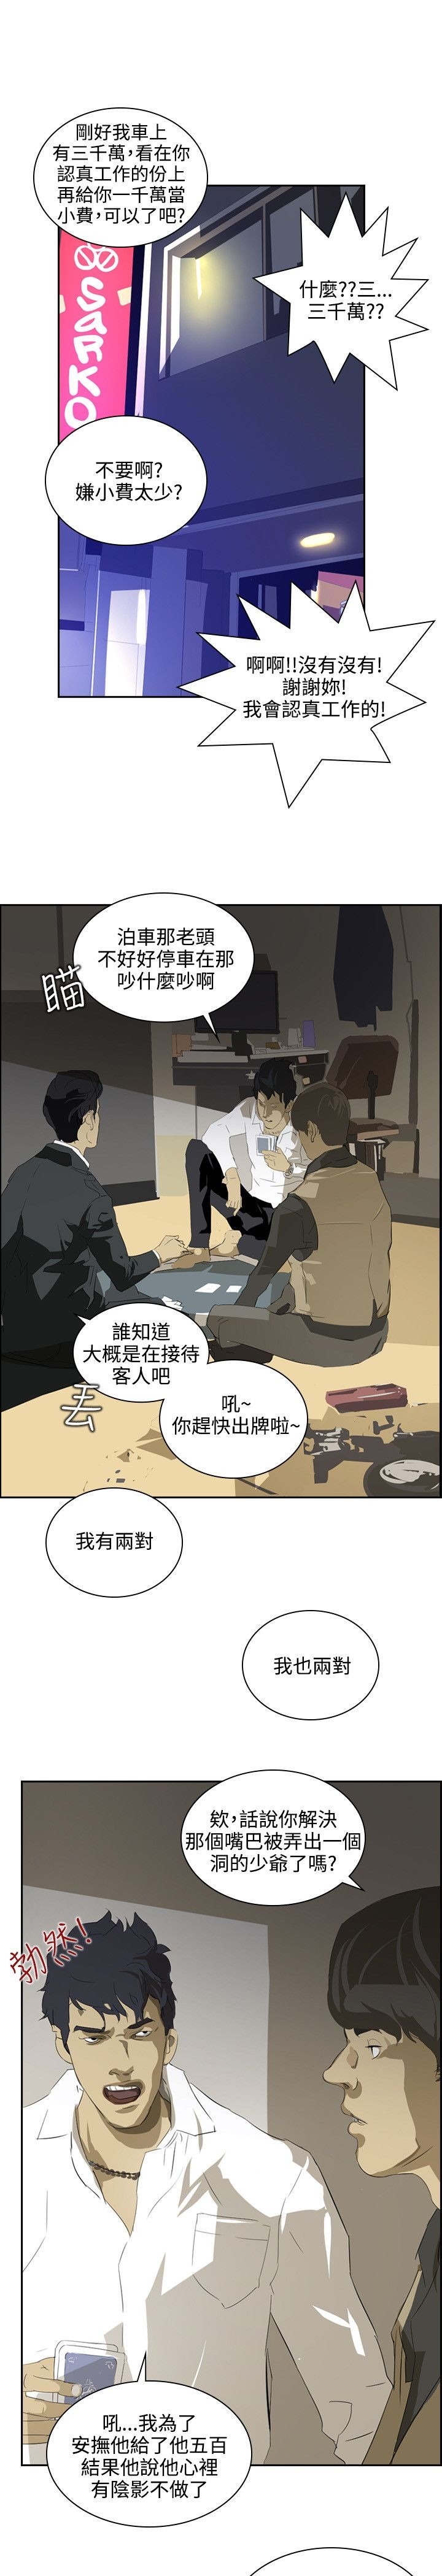 剛好我車上
有三千萬，看在你
認真工作的份上
再給你一千萬當
小費，可以了吧?
什麼??三...
三千萬??
SARKO
不要啊?
嫌小費太少?
啊啊!!沒有沒有!
謝謝妳!
我會認真工作的!
泊車那老頭
不好好停車在那
吵什麼吵啊
瞄
誰知道
大概是在接待
客人吧
丟
吼~
你趕快出牌啦~
我有兩對
我也兩對
欸，話說你解決
那個嘴巴被弄出一個
洞的少爺了嗎?
勃然!
吼...我為了
安撫他給了他五百
結果他說他心裡
有陰影不做了